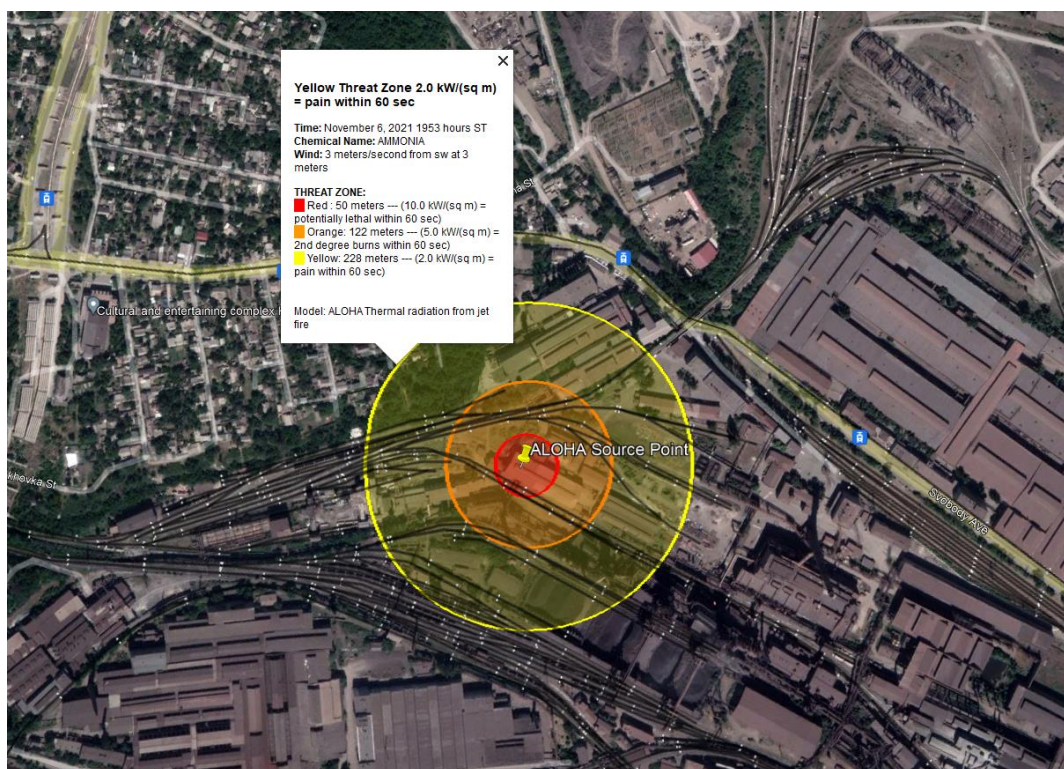 Yellow Threat Zone 2.0 kW/(sq m)
= pain within 60 sec
Time: November 6, 2021 1953 hours ST
Chemical Name: AMMONIA
Wind: 3 meters/second from sw at 3
meters
THREAT ZONE:
Red : 50 meters --- (10.0 kW/(sq m) =
potentially lethal within 60 sec)
Orange: 122 meters --- (5.0 kW/(sq m) =
2nd degree burns within 60 sec)
Yellow: 228 meters --- (2.0 kW/(sq m) =
pain within 60 sec)
Model: ALOHA Thermal radiation from jet
fire
St.
Cultural and entertaining complex
ALOHA Source Point
St
Svobody Ave